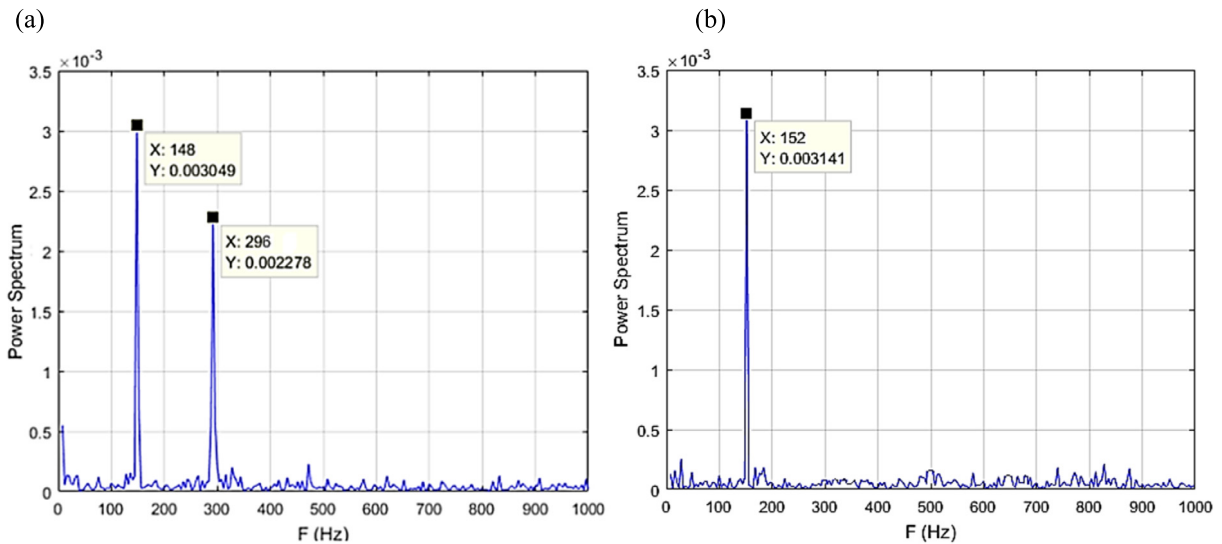 (a)
× 10⁻³
3.5
3
2.5
2
1.5
1
0.5
0
Power Spectrum
X: 148
Y: 0.003049
X: 296
Y: 0.002278
0 100 200 300 400 500 600 700 800 900 1000
F (Hz)
(b)
× 10⁻³
3.5
3
2.5
2
1.5
1
0.5
0
Power Spectrum
X: 152
Y: 0.003141
0 100 200 300 400 500 600 700 800 900 1000
F (Hz)